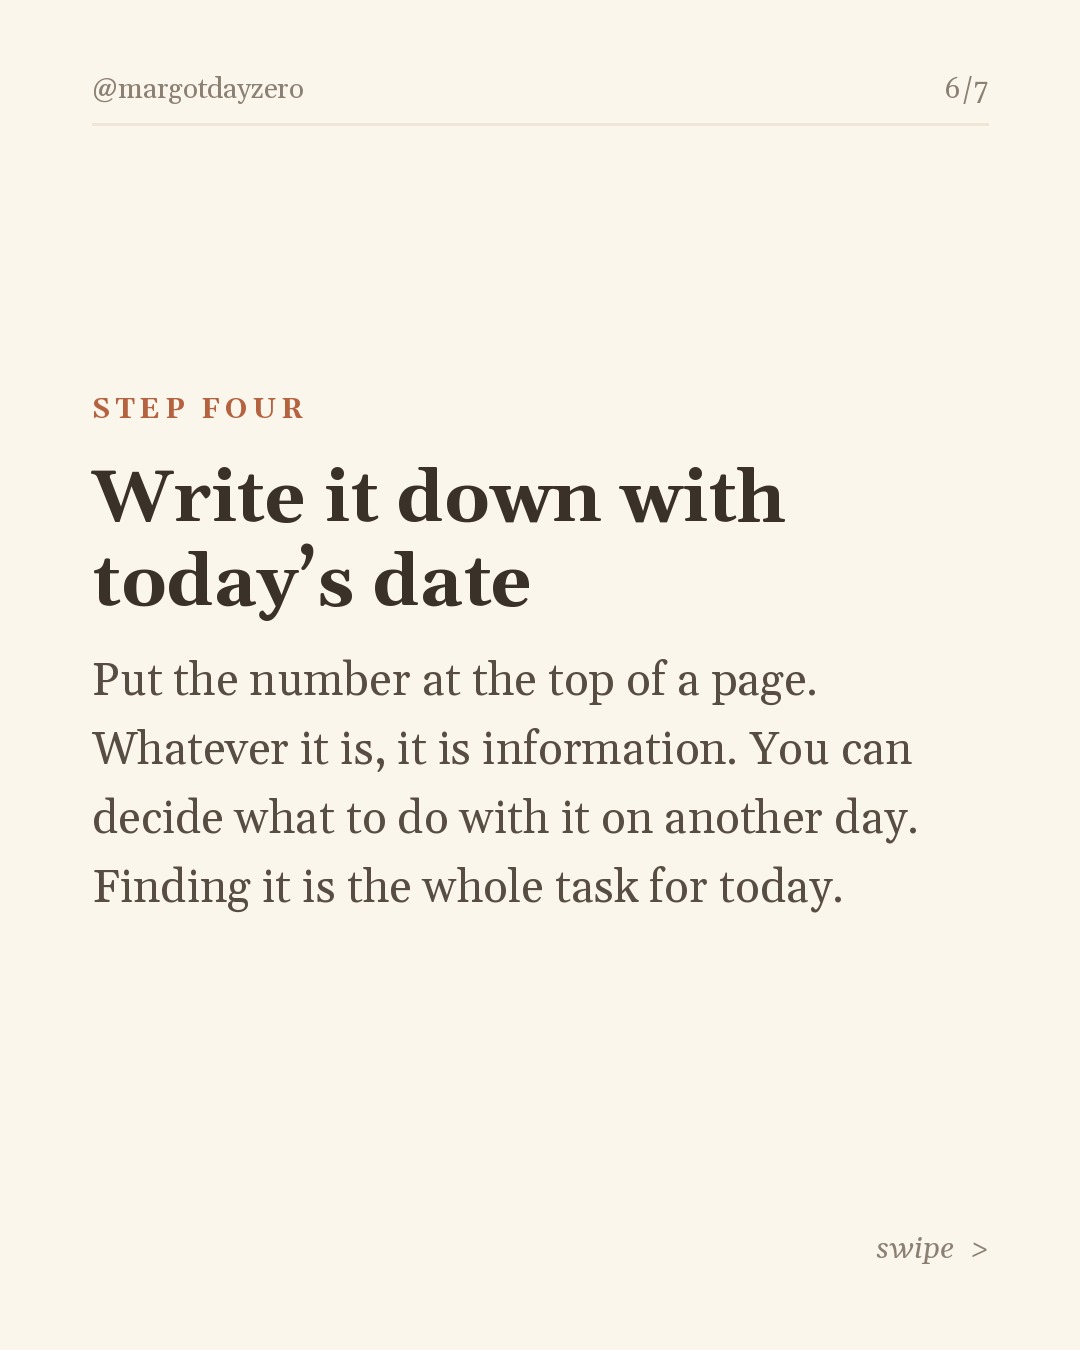 @margotdayzero
6/7
STEP FOUR
Write it down with
today’s date
Put the number at the top of a page.
Whatever it is, it is information. You can
decide what to do with it on another day.
Finding it is the whole task for today.
swipe >